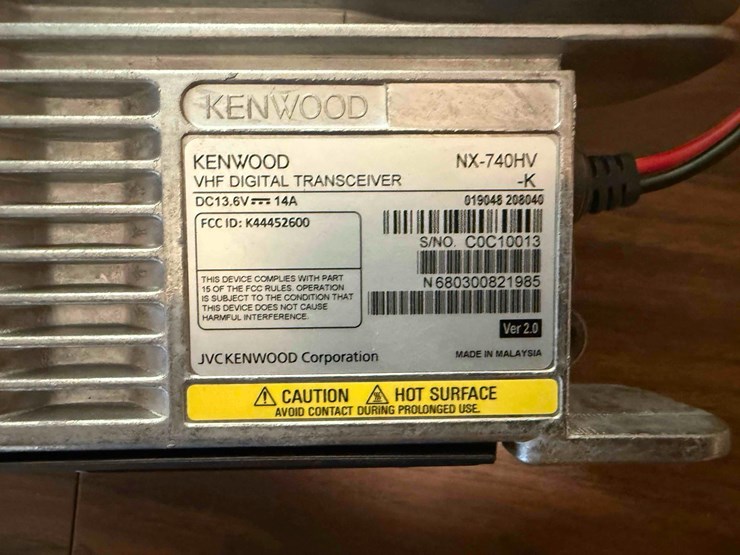 KENWOOD
KENWOOD NX-740HV
VHF DIGITAL TRANSCEIVER -K
DC13.6V⎓ 14A 019048 208040
FCC ID: K44452600
S/NO. C0C10013
N 680300821985
THIS DEVICE COMPLIES WITH PART
15 OF THE FCC RULES. OPERATION
IS SUBJECT TO THE CONDITION THAT
THIS DEVICE DOES NOT CAUSE
HARMFUL INTERFERENCE.
Ver 2.0
JVCKENWOOD Corporation MADE IN MALAYSIA
CAUTION HOT SURFACE
AVOID CONTACT DURING PROLONGED USE.